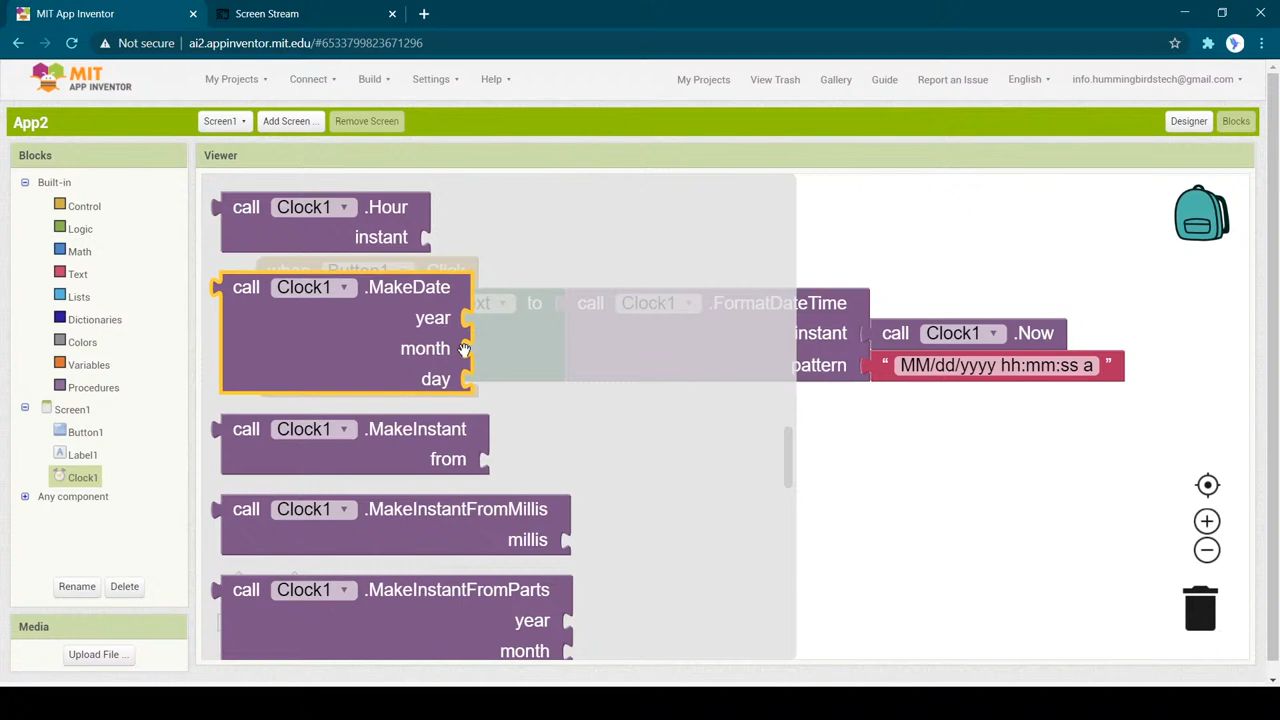 MIT App Inventor
Screen Stream
Not secure
ai2.appinventor.mit.edu/#6533799823671296
MIT
APP INVENTOR
My Projects
Connect
Build
Settings
Help
My Projects
View Trash
Gallery
Guide
Report an Issue
English
info.hummingbirdstech@gmail.com
App2
Screen1
Add Screen ...
Remove Screen
Designer
Blocks
Blocks
Viewer
Built-in
Control
Logic
Math
Text
Lists
Dictionaries
Colors
Variables
Procedures
Screen1
Button1
Label1
Clock1
Any component
Rename
Delete
Media
Upload File ...
call Clock1 .Hour
instant
when Button1 .Click
call Clock1 .MakeDate
year
month
day
to call Clock1 .FormatDateTime
instant call Clock1 .Now
pattern “ MM/dd/yyyy hh:mm:ss a ”
call Clock1 .MakeInstant
from
call Clock1 .MakeInstantFromMillis
millis
call Clock1 .MakeInstantFromParts
year
month